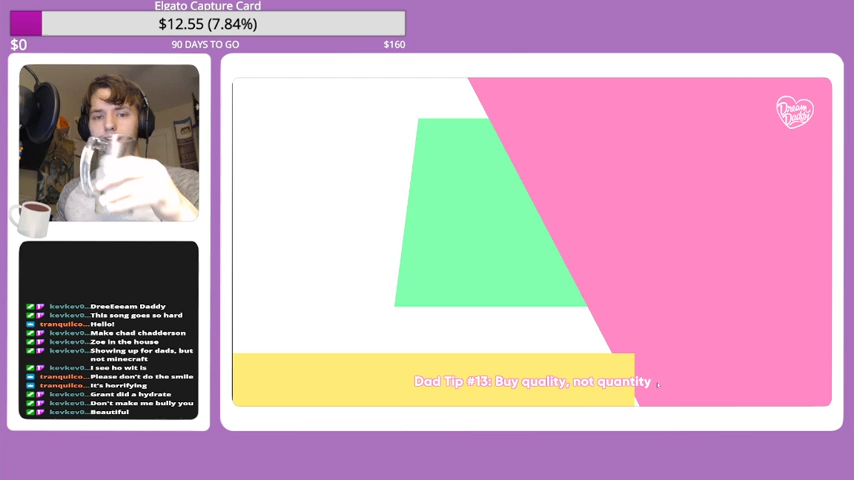 Elgato Capture Card
$12.55 (7.84%)
$0
90 DAYS TO GO
$160
Dream
Daddy
kevkev0...DreeEeeam Daddy
kevkev0...This song goes so hard
tranquilco...Hello!
kevkev0...Make chad chadderson
kevkev0...Zoe in the house
kevkev0...Showing up for dads, but
not minecraft
kevkev0...I see ho wit is
tranquilco...Please don't do the smile
tranquilco...It's horrifying
kevkev0...Grant did a hydrate
kevkev0...Don't make me bully you
kevkev0...Beautiful
Dad Tip #13: Buy quality, not quantity .